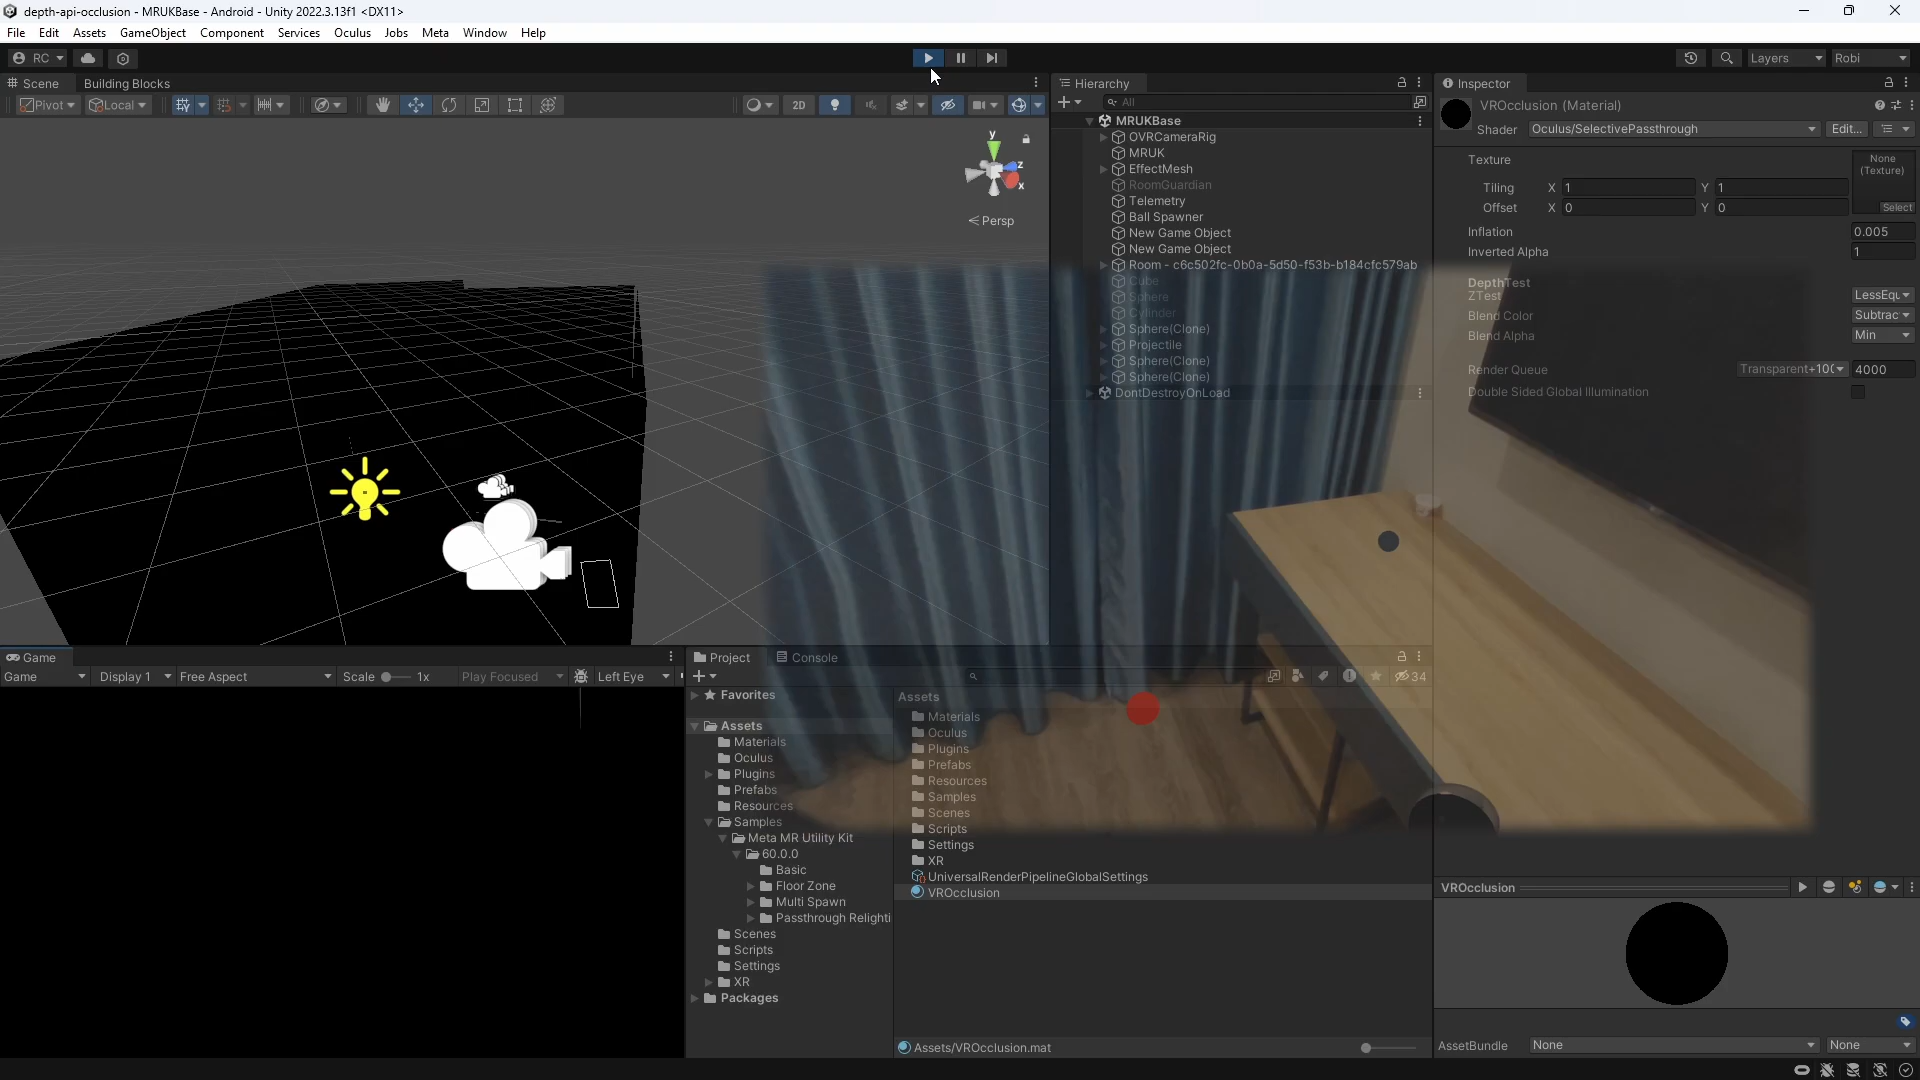 depth-api-occlusion - MRUKBase - Android - Unity 2022.3.13f1 <DX11>
File Edit Assets GameObject Component Services Oculus Jobs Meta Window Help
RC
Layers
Robi
Scene
Building Blocks
Pivot
Local
2D
y
z
x
Persp
Hierarchy
All
MRUKBase
OVRCameraRig
MRUK
EffectMesh
RoomGuardian
Telemetry
Ball Spawner
New Game Object
New Game Object
Room - c6c502fc-0b0a-5d50-f53b-b184cfc579ab
Cube
Sphere
Cylinder
Sphere(Clone)
Projectile
Sphere(Clone)
Sphere(Clone)
DontDestroyOnLoad
Inspector
VROcclusion (Material)
Shader
Oculus/SelectivePassthrough
Edit...
Texture
None
(Texture)
Tiling X 1 Y 1
Offset X 0 Y 0
Select
Inflation 0.005
Inverted Alpha 1
DepthTest
ZTest LessEqu
Blend Color Subtrac
Blend Alpha Min
Render Queue Transparent+100 4000
Double Sided Global Illumination
Game
Game Display 1 Free Aspect Scale 1x Play Focused Left Eye
Project
Console
34
Favorites
Assets
Materials
Oculus
Plugins
Prefabs
Resources
Samples
Meta MR Utility Kit
60.0.0
Basic
Floor Zone
Multi Spawn
Passthrough Relighti
Scenes
Scripts
Settings
XR
Packages
Assets
Materials
Oculus
Plugins
Prefabs
Resources
Samples
Scenes
Scripts
Settings
XR
UniversalRenderPipelineGlobalSettings
VROcclusion
Assets/VROcclusion.mat
VROcclusion
AssetBundle None None